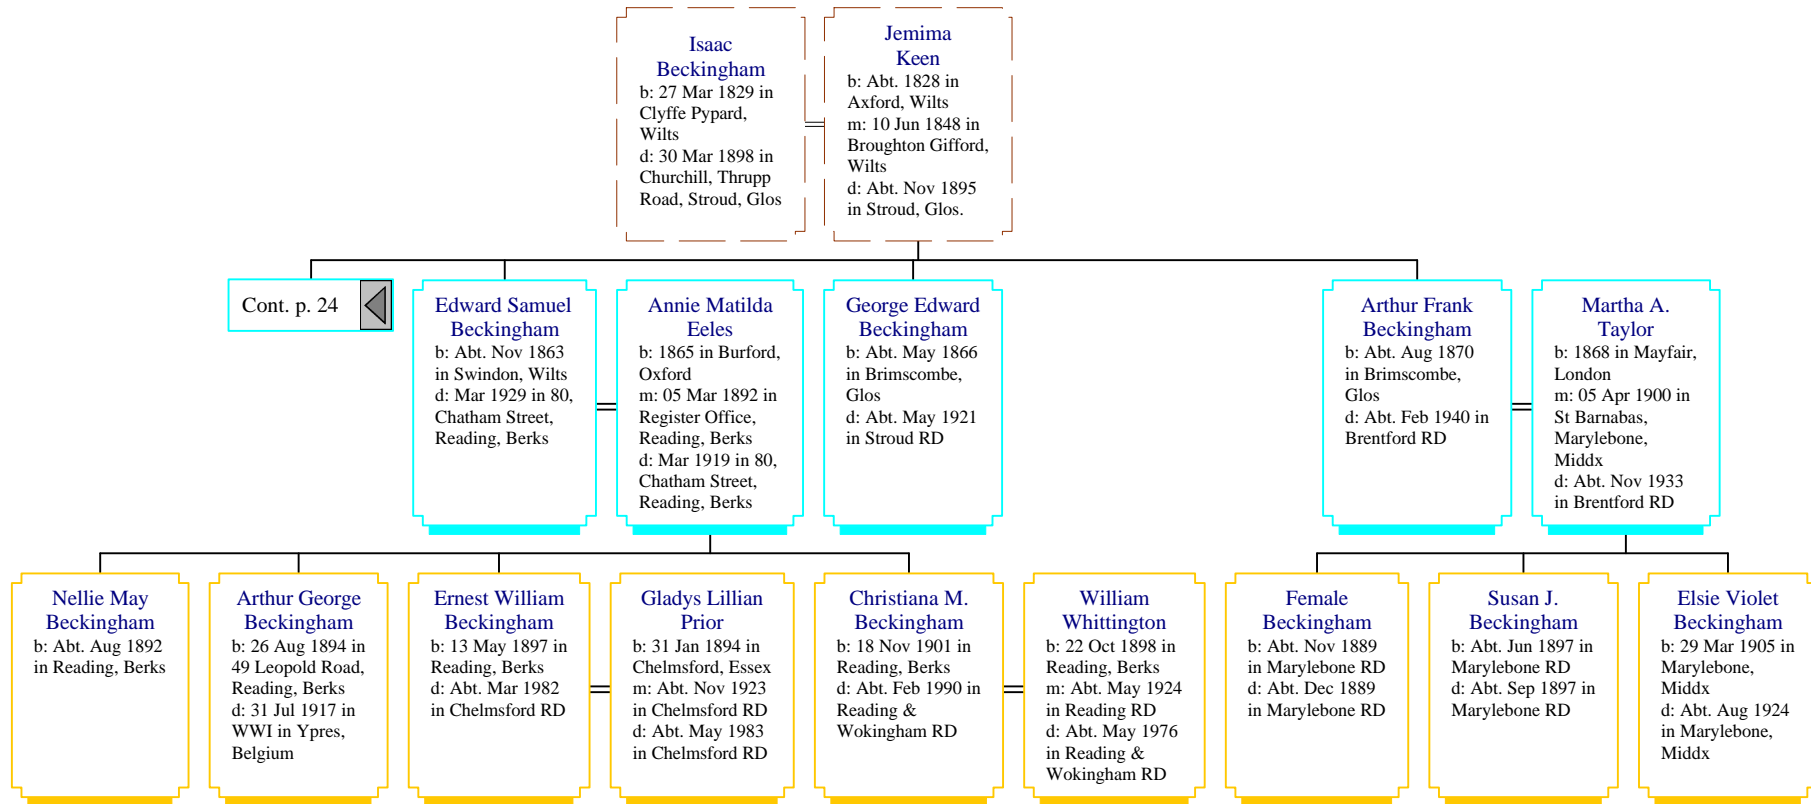 Isaac
Beckingham
b: 27 Mar 1829 in
Clyffe Pypard,
Wilts
d: 30 Mar 1898 in
Churchill, Thrupp
Road, Stroud, Glos
Jemima
Keen
b: Abt. 1828 in
Axford, Wilts
m: 10 Jun 1848 in
Broughton Gifford,
Wilts
d: Abt. Nov 1895
in Stroud, Glos.
Cont. p. 24
Edward Samuel
Beckingham
b: Abt. Nov 1863
in Swindon, Wilts
d: Mar 1929 in 80,
Chatham Street,
Reading, Berks
Annie Matilda
Eeles
b: 1865 in Burford,
Oxford
m: 05 Mar 1892 in
Register Office,
Reading, Berks
d: Mar 1919 in 80,
Chatham Street,
Reading, Berks
George Edward
Beckingham
b: Abt. May 1866
in Brimscombe,
Glos
d: Abt. May 1921
in Stroud RD
Arthur Frank
Beckingham
b: Abt. Aug 1870
in Brimscombe,
Glos
d: Abt. Feb 1940 in
Brentford RD
Martha A.
Taylor
b: 1868 in Mayfair,
London
m: 05 Apr 1900 in
St Barnabas,
Marylebone,
Middx
d: Abt. Nov 1933
in Brentford RD
Nellie May
Beckingham
b: Abt. Aug 1892
in Reading, Berks
Arthur George
Beckingham
b: 26 Aug 1894 in
49 Leopold Road,
Reading, Berks
d: 31 Jul 1917 in
WWI in Ypres,
Belgium
Ernest William
Beckingham
b: 13 May 1897 in
Reading, Berks
d: Abt. Mar 1982
in Chelmsford RD
Gladys Lillian
Prior
b: 31 Jan 1894 in
Chelmsford, Essex
m: Abt. Nov 1923
in Chelmsford RD
d: Abt. May 1983
in Chelmsford RD
Christiana M.
Beckingham
b: 18 Nov 1901 in
Reading, Berks
d: Abt. Feb 1990 in
Reading &
Wokingham RD
William
Whittington
b: 22 Oct 1898 in
Reading, Berks
m: Abt. May 1924
in Reading RD
d: Abt. May 1976
in Reading &
Wokingham RD
Female
Beckingham
b: Abt. Nov 1889
in Marylebone RD
d: Abt. Dec 1889
in Marylebone RD
Susan J.
Beckingham
b: Abt. Jun 1897 in
Marylebone RD
d: Abt. Sep 1897 in
Marylebone RD
Elsie Violet
Beckingham
b: 29 Mar 1905 in
Marylebone,
Middx
d: Abt. Aug 1924
in Marylebone,
Middx